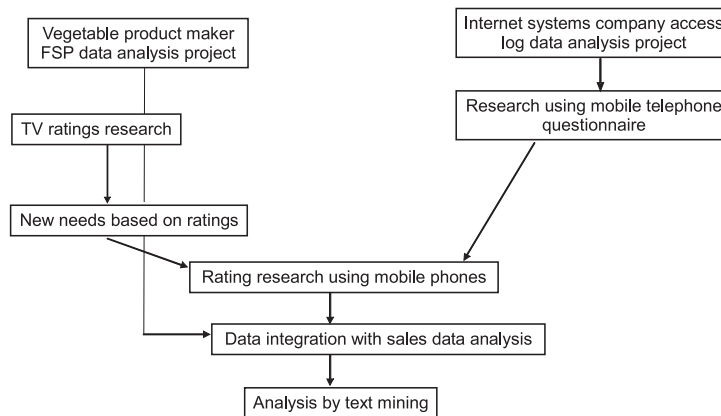 Vegetable product maker
FSP data analysis project
Internet systems company access
log data analysis project
TV ratings research
Research using mobile telephone
questionnaire
New needs based on ratings
Rating research using mobile phones
Data integration with sales data analysis
Analysis by text mining